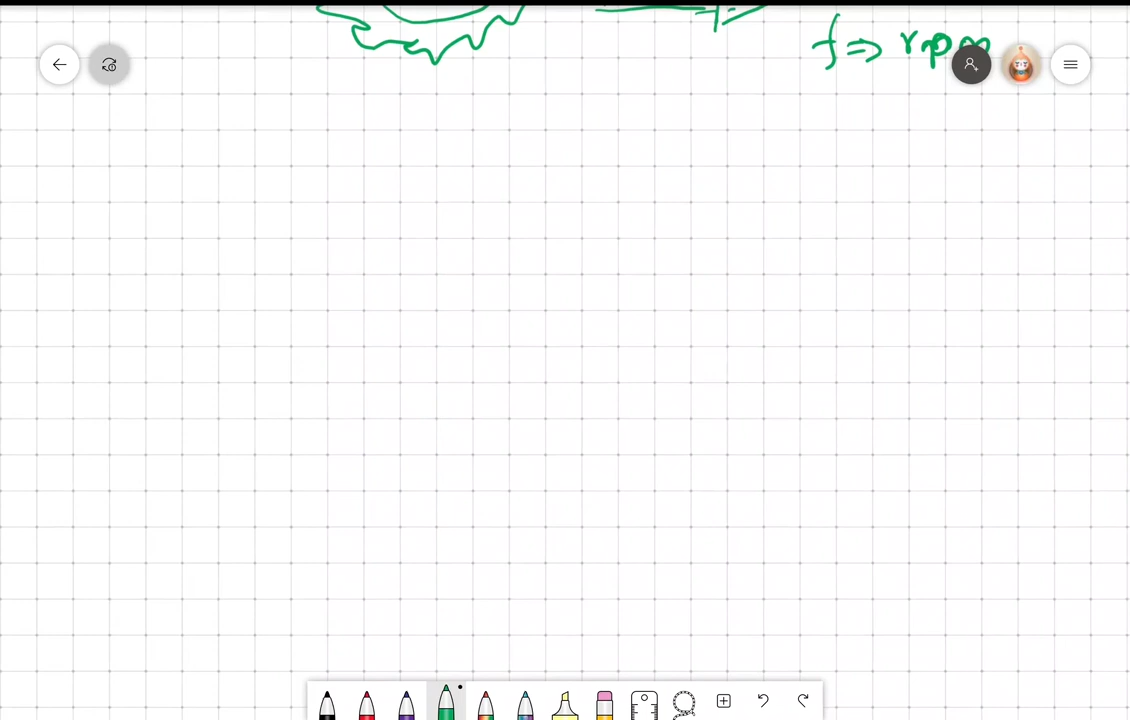 f ⇒ rpm